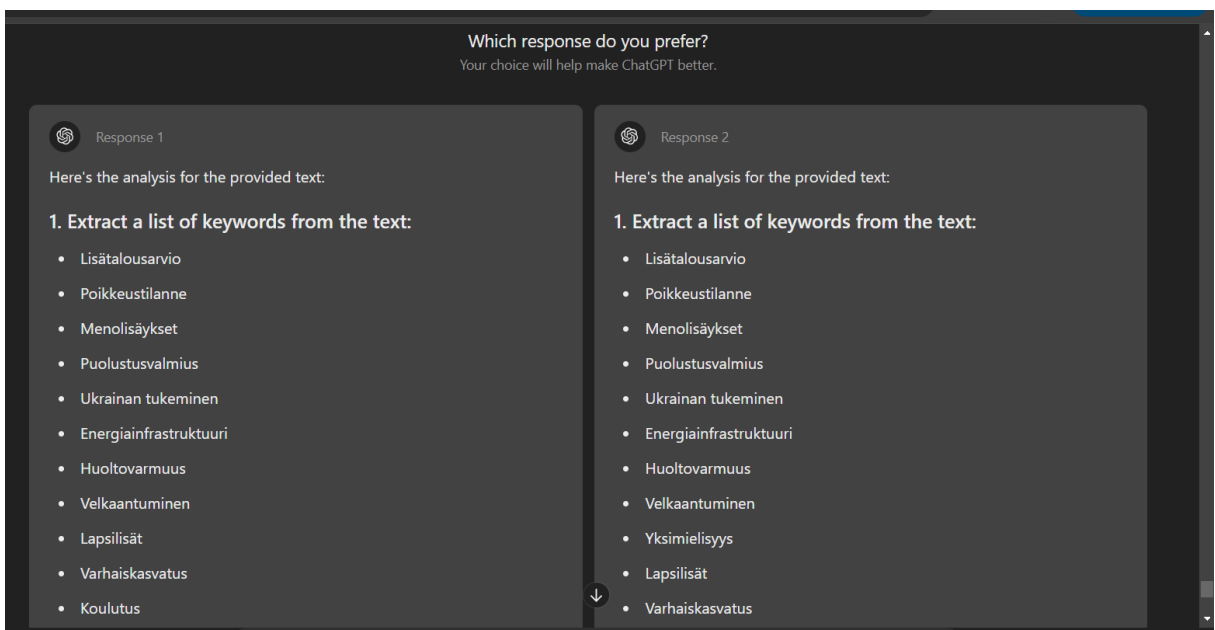 Which response do you prefer?
Your choice will help make ChatGPT better.
Response 1
Here's the analysis for the provided text:
1. Extract a list of keywords from the text:
• Lisätalousarvio
• Poikkeustilanne
• Menolisäykset
• Puolustusvalmius
• Ukrainan tukeminen
• Energiainfrastruktuuri
• Huoltovarmuus
• Velkaantuminen
• Lapsilisät
• Varhaiskasvatus
• Koulutus
Response 2
Here's the analysis for the provided text:
1. Extract a list of keywords from the text:
• Lisätalousarvio
• Poikkeustilanne
• Menolisäykset
• Puolustusvalmius
• Ukrainan tukeminen
• Energiainfrastruktuuri
• Huoltovarmuus
• Velkaantuminen
• Yksimielisyys
• Lapsilisät
• Varhaiskasvatus